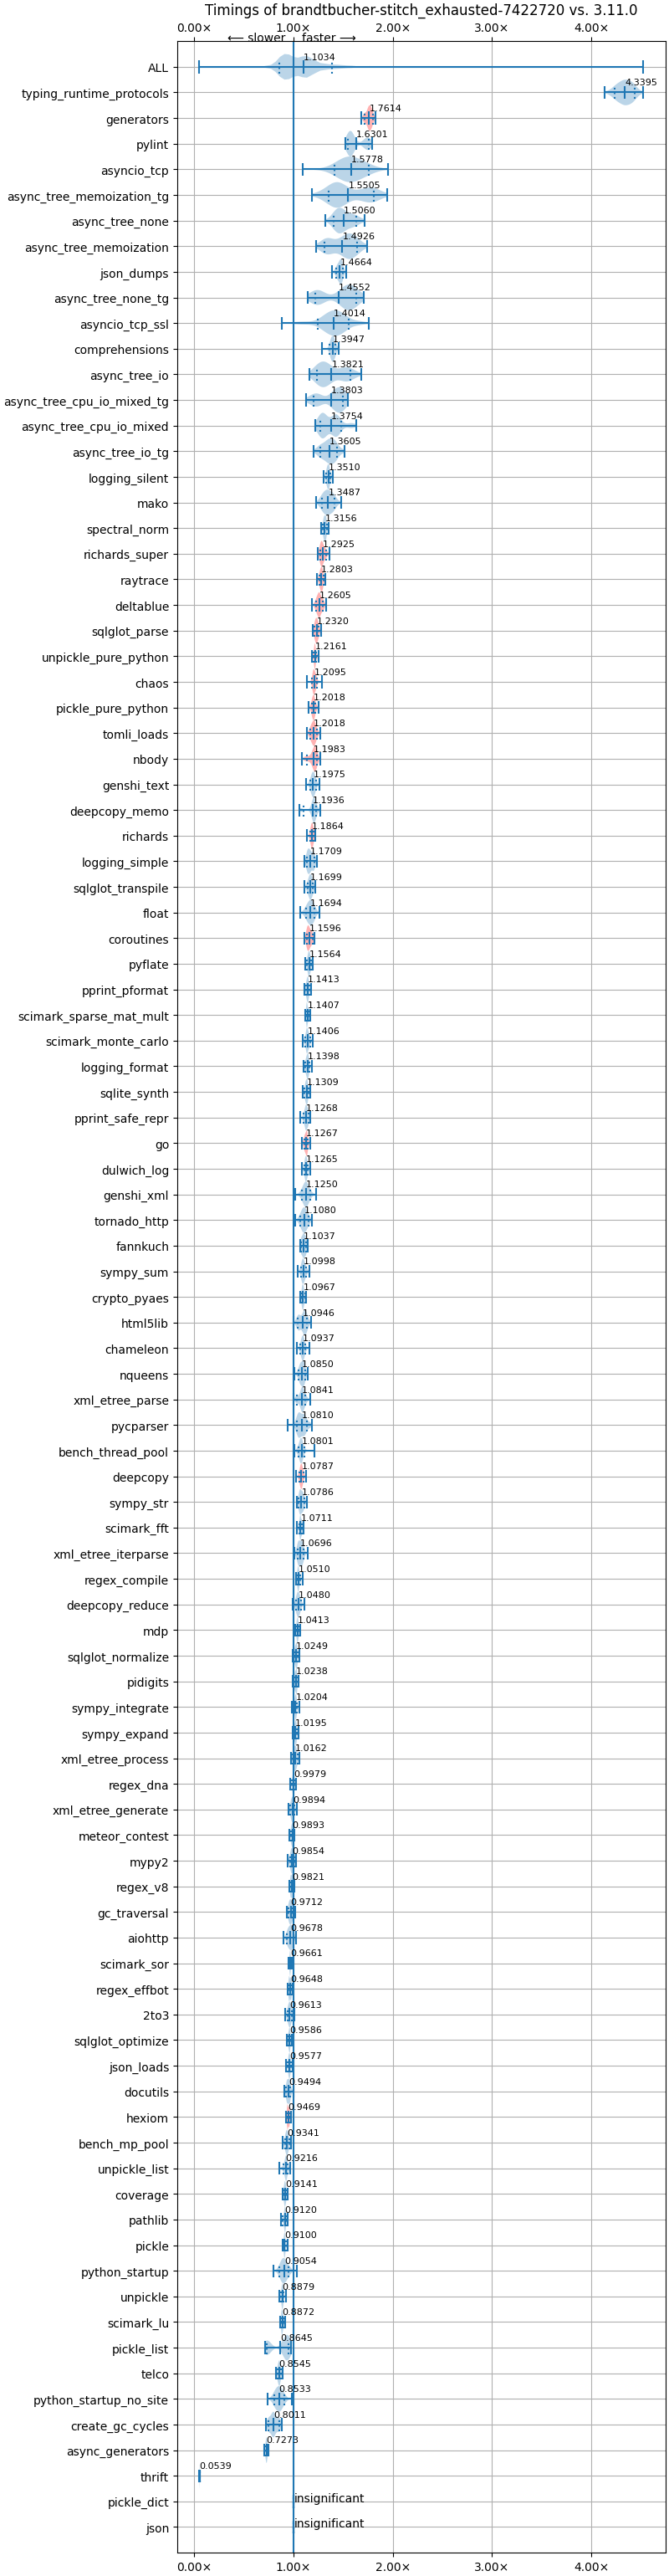 Timings of brandtbucher-stitch_exhausted-7422720 vs. 3.11.0
0.00× 1.00× 2.00× 3.00× 4.00×
⟵ slower faster ⟶
ALL 1.1034
typing_runtime_protocols 4.3395
generators 1.7614
pylint 1.6301
asyncio_tcp 1.5778
async_tree_memoization_tg 1.5505
async_tree_none 1.5060
async_tree_memoization 1.4926
json_dumps 1.4664
async_tree_none_tg 1.4552
asyncio_tcp_ssl 1.4014
comprehensions 1.3947
async_tree_io 1.3821
async_tree_cpu_io_mixed_tg 1.3803
async_tree_cpu_io_mixed 1.3754
async_tree_io_tg 1.3605
logging_silent 1.3510
mako 1.3487
spectral_norm 1.3156
richards_super 1.2925
raytrace 1.2803
deltablue 1.2605
sqlglot_parse 1.2320
unpickle_pure_python 1.2161
chaos 1.2095
pickle_pure_python 1.2018
tomli_loads 1.2018
nbody 1.1983
genshi_text 1.1975
deepcopy_memo 1.1936
richards 1.1864
logging_simple 1.1709
sqlglot_transpile 1.1699
float 1.1694
coroutines 1.1596
pyflate 1.1564
pprint_pformat 1.1413
scimark_sparse_mat_mult 1.1407
scimark_monte_carlo 1.1406
logging_format 1.1398
sqlite_synth 1.1309
pprint_safe_repr 1.1268
go 1.1267
dulwich_log 1.1265
genshi_xml 1.1250
tornado_http 1.1080
fannkuch 1.1037
sympy_sum 1.0998
crypto_pyaes 1.0967
html5lib 1.0946
chameleon 1.0937
nqueens 1.0850
xml_etree_parse 1.0841
pycparser 1.0810
bench_thread_pool 1.0801
deepcopy 1.0787
sympy_str 1.0786
scimark_fft 1.0711
xml_etree_iterparse 1.0696
regex_compile 1.0510
deepcopy_reduce 1.0480
mdp 1.0413
sqlglot_normalize 1.0249
pidigits 1.0238
sympy_integrate 1.0204
sympy_expand 1.0195
xml_etree_process 1.0162
regex_dna 0.9979
xml_etree_generate 0.9894
meteor_contest 0.9893
mypy2 0.9854
regex_v8 0.9821
gc_traversal 0.9712
aiohttp 0.9678
scimark_sor 0.9661
regex_effbot 0.9648
2to3 0.9613
sqlglot_optimize 0.9586
json_loads 0.9577
docutils 0.9494
hexiom 0.9469
bench_mp_pool 0.9341
unpickle_list 0.9216
coverage 0.9141
pathlib 0.9120
pickle 0.9100
python_startup 0.9054
unpickle 0.8879
scimark_lu 0.8872
pickle_list 0.8645
telco 0.8545
python_startup_no_site 0.8533
create_gc_cycles 0.8011
async_generators 0.7273
thrift 0.0539
pickle_dict insignificant
json insignificant
0.00× 1.00× 2.00× 3.00× 4.00×